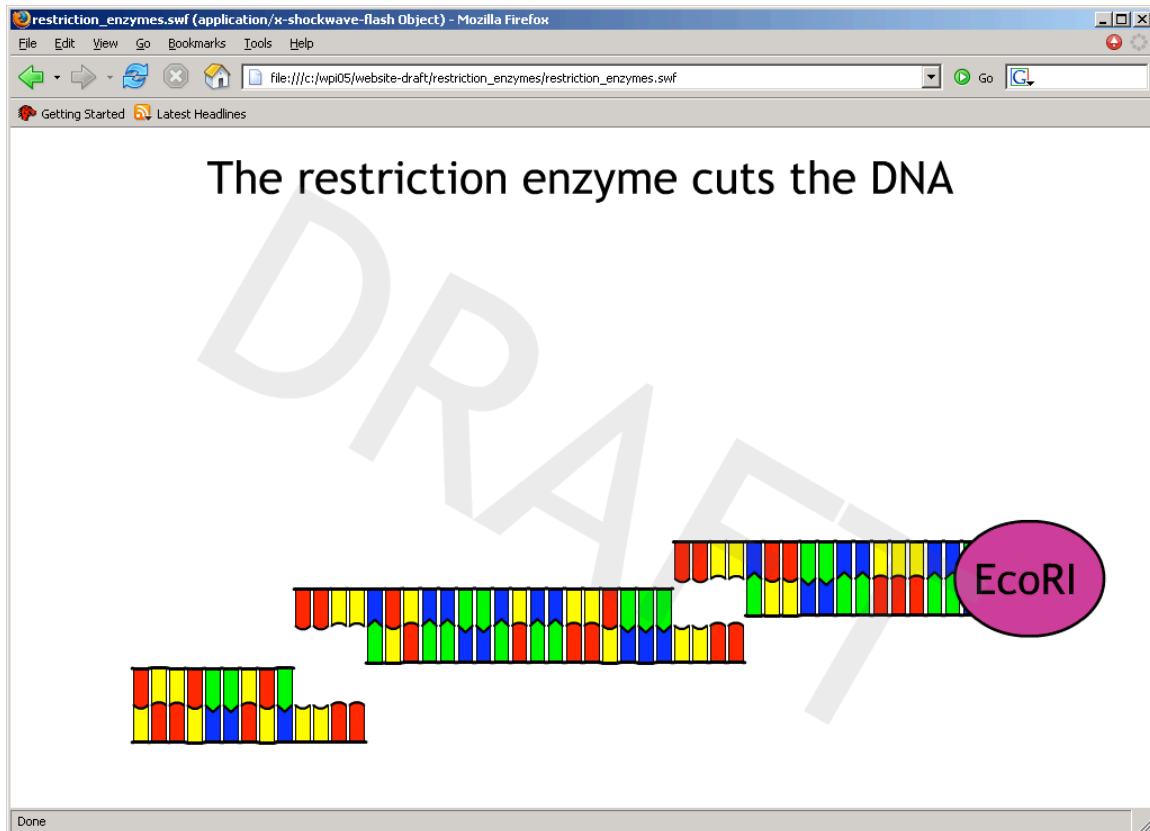 restriction_enzymes.swf (application/x-shockwave-flash Object) - Mozilla Firefox
File Edit View Go Bookmarks Tools Help
file:///c:/wpi05/website-draft/restriction_enzymes/restriction_enzymes.swf Go G
Getting Started Latest Headlines
The restriction enzyme cuts the DNA
DRAFT
EcoRI
Done